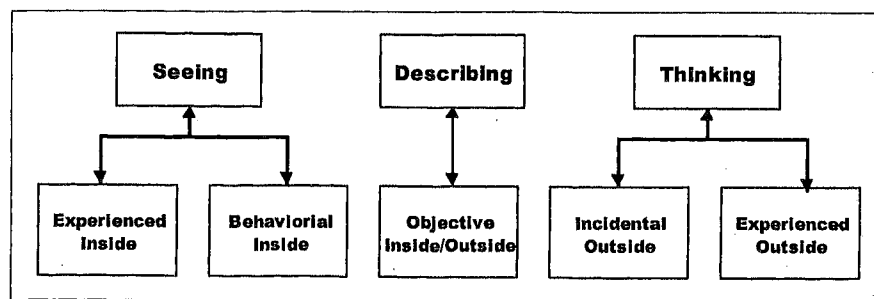 Seeing
Describing
Thinking
Experienced
Inside
Behaviorial
Inside
Objective
Inside/Outside
Incidental
Outside
Experienced
Outside